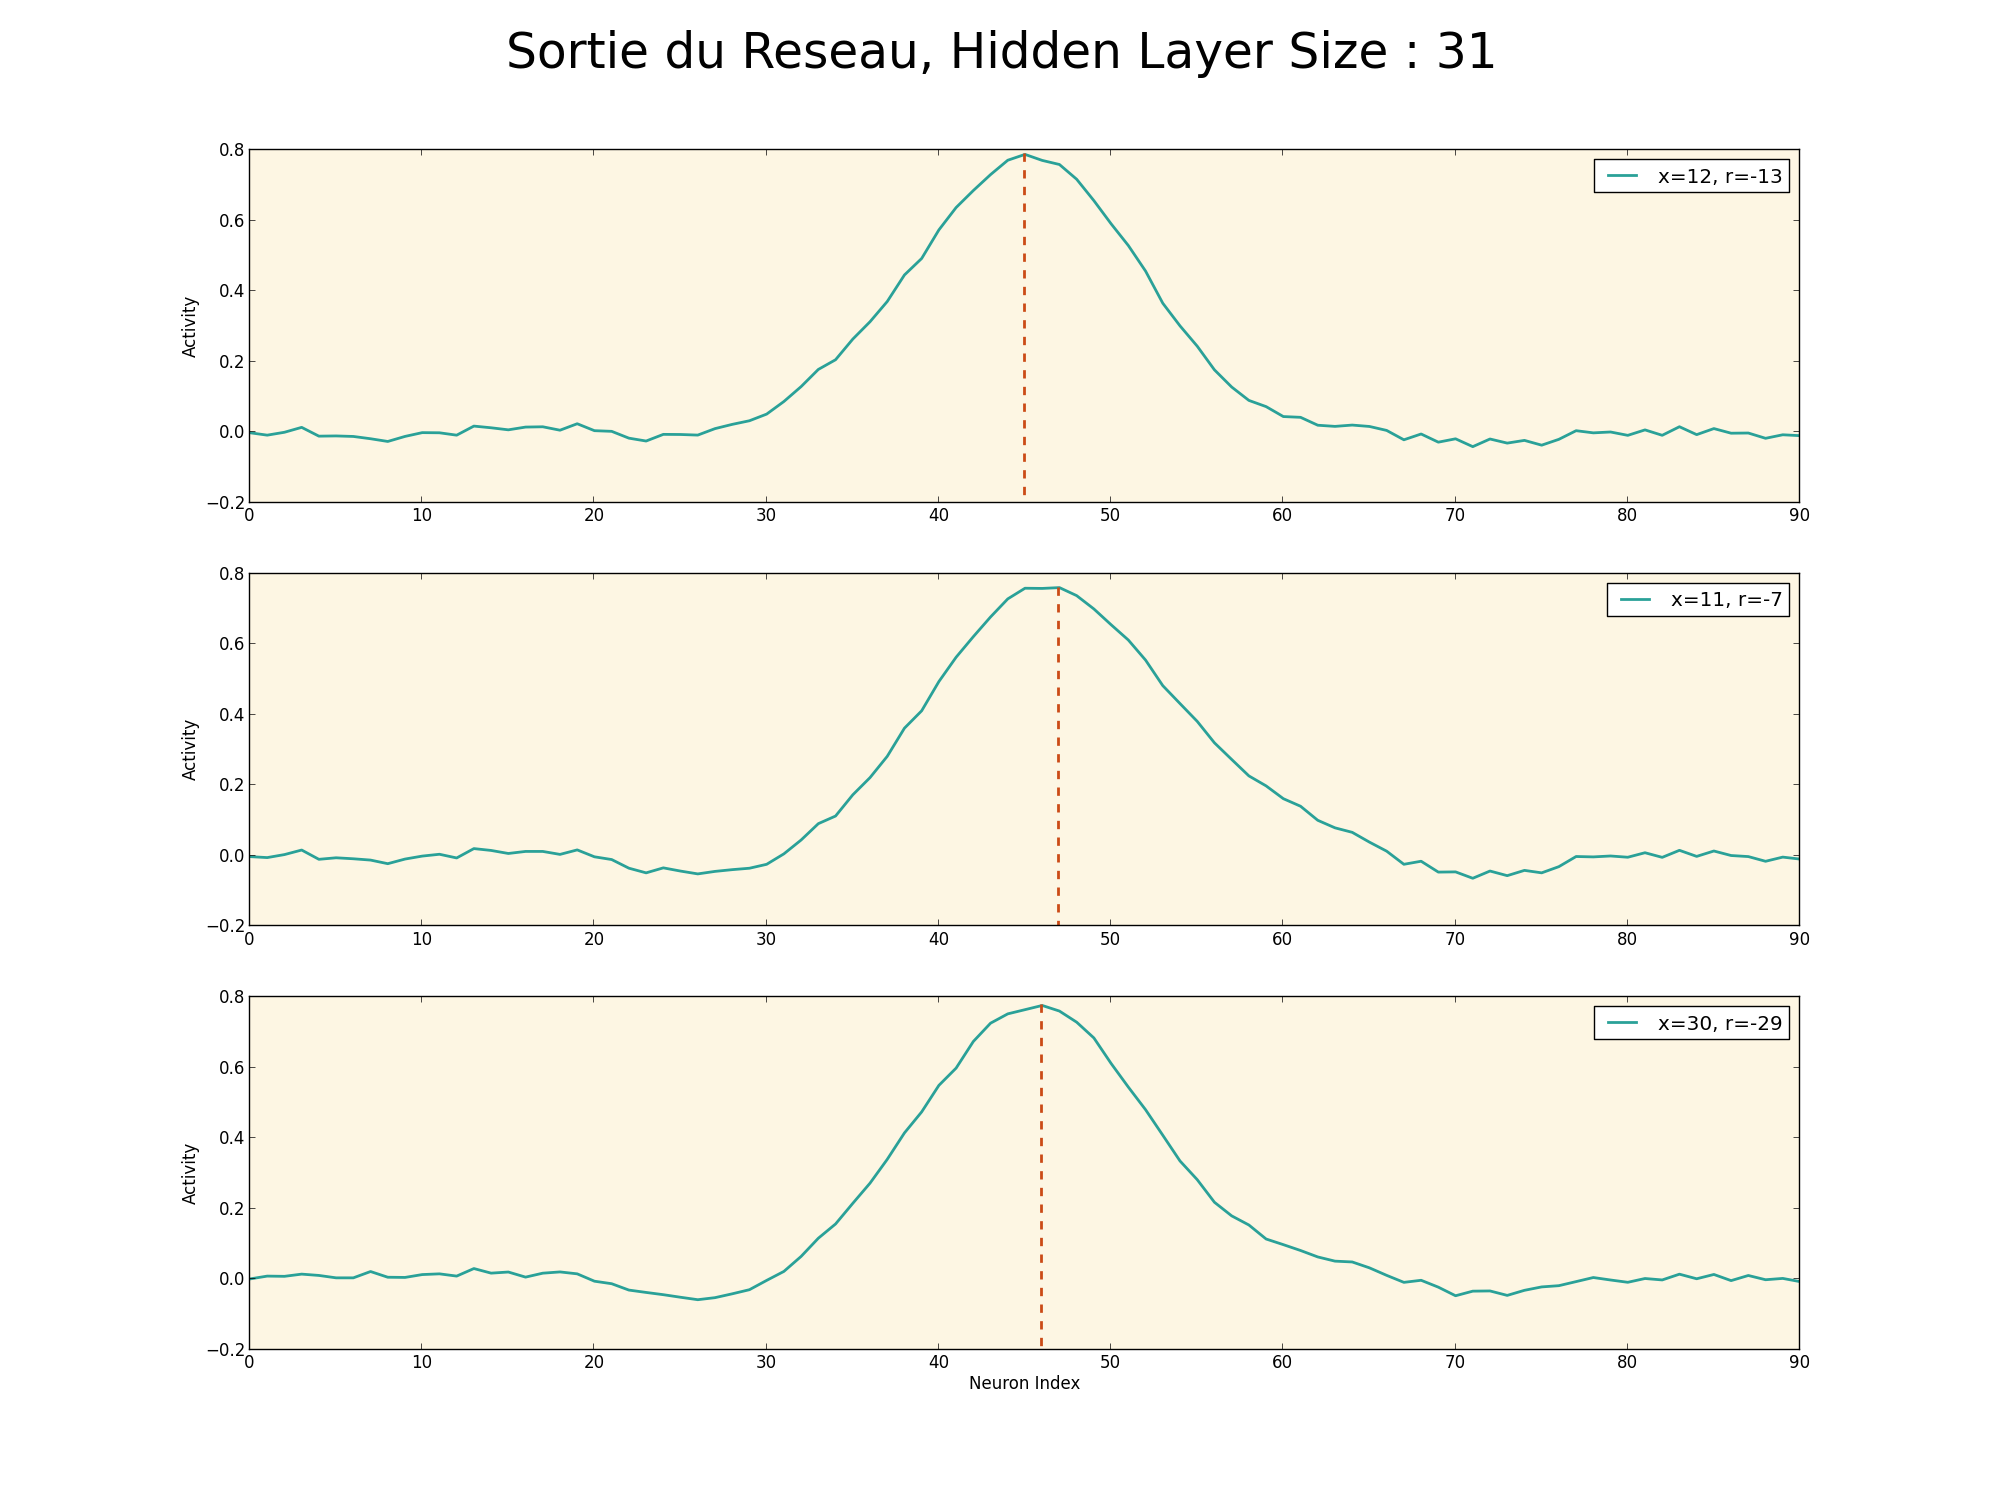 Sortie du Reseau, Hidden Layer Size : 31
0.8
0.6
0.4
0.2
0.0
−0.2
Activity
x=12, r=-13
0 10 20 30 40 50 60 70 80 90
0.8
0.6
0.4
0.2
0.0
−0.2
Activity
x=11, r=-7
0 10 20 30 40 50 60 70 80 90
0.8
0.6
0.4
0.2
0.0
−0.2
Activity
x=30, r=-29
0 10 20 30 40 50 60 70 80 90
Neuron Index